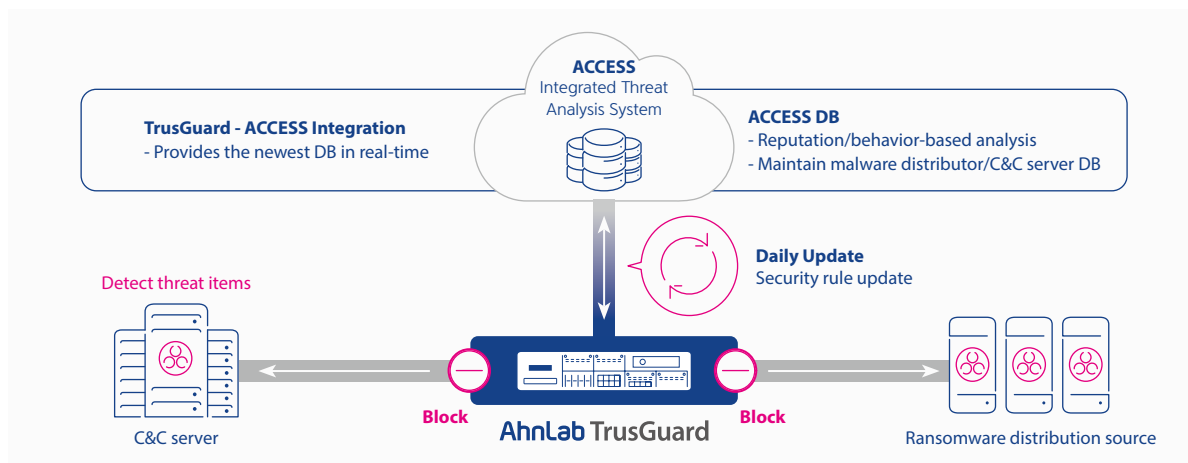 ACCESS
Integrated Threat
Analysis System
TrusGuard - ACCESS Integration
- Provides the newest DB in real-time
ACCESS DB
- Reputation/behavior-based analysis
- Maintain malware distributor/C&C server DB
Daily Update
Security rule update
Detect threat items
C&C server
Block
Block
AhnLab TrusGuard
Ransomware distribution source